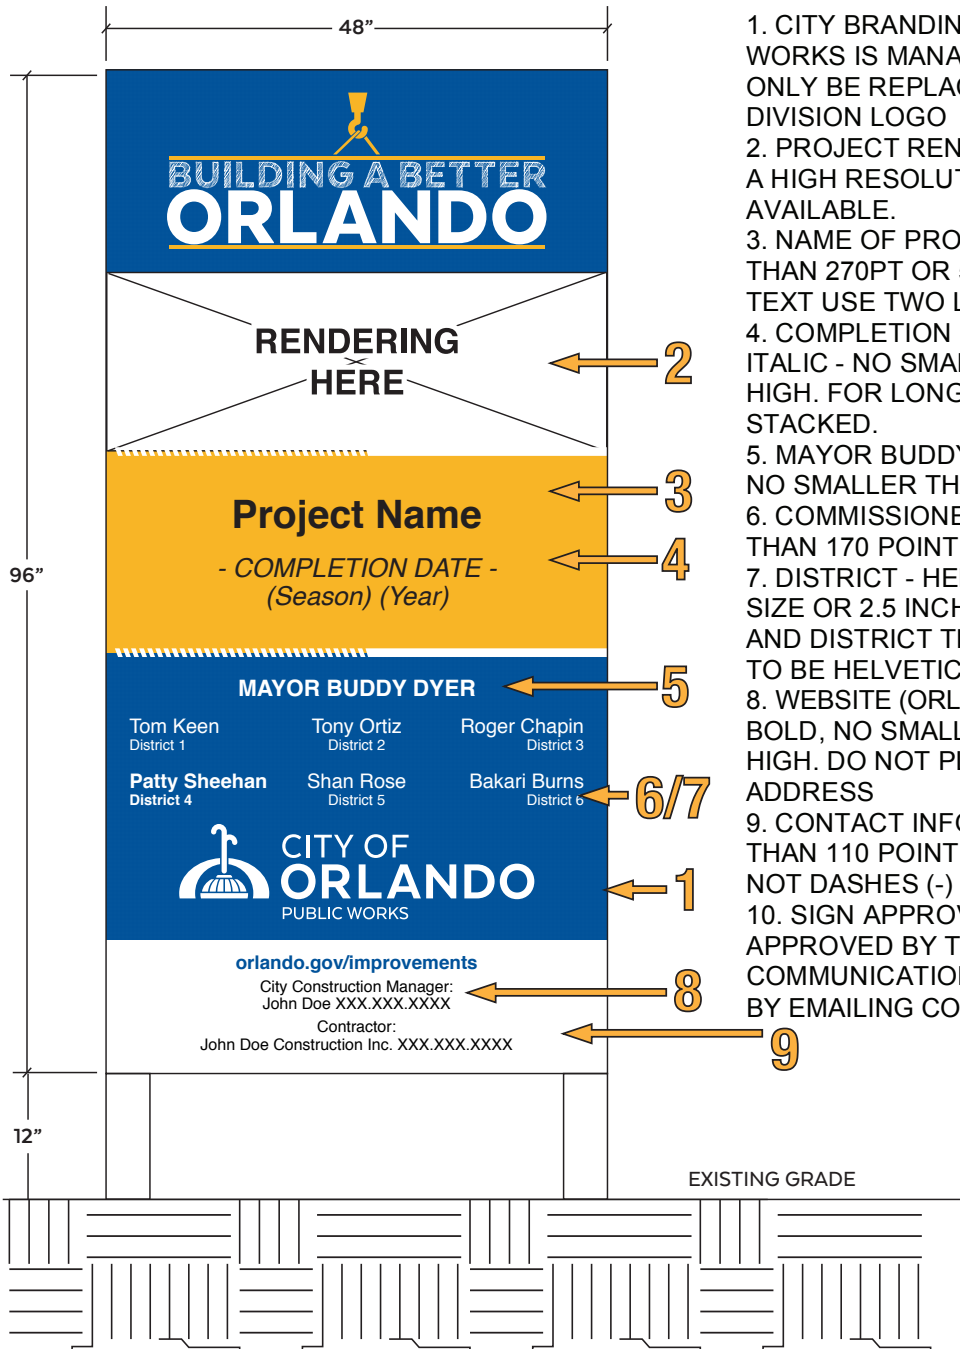 48”
BUILDING A BETTER
ORLANDO
RENDERING
HERE
2
Project Name
3
- COMPLETION DATE -
(Season) (Year)
4
96”
MAYOR BUDDY DYER
5
Tom Keen
District 1
Tony Ortiz
District 2
Roger Chapin
District 3
Patty Sheehan
District 4
Shan Rose
District 5
Bakari Burns
District 6
6/7
CITY OF
ORLANDO
PUBLIC WORKS
1
orlando.gov/improvements
City Construction Manager:
John Doe XXX.XXX.XXXX
8
Contractor:
John Doe Construction Inc. XXX.XXX.XXXX
9
12”
EXISTING GRADE
1. CITY BRANDIN
WORKS IS MANA
ONLY BE REPLAC
DIVISION LOGO
2. PROJECT REN
A HIGH RESOLUT
AVAILABLE.
3. NAME OF PRO
THAN 270PT OR
TEXT USE TWO L
4. COMPLETION
ITALIC - NO SMA
HIGH. FOR LONG
STACKED.
5. MAYOR BUDDY
NO SMALLER TH
6. COMMISSIONE
THAN 170 POINT
7. DISTRICT - HE
SIZE OR 2.5 INCH
AND DISTRICT T
TO BE HELVETIC
8. WEBSITE (ORL
BOLD, NO SMALL
HIGH. DO NOT P
ADDRESS
9. CONTACT INFO
THAN 110 POINT
NOT DASHES (-)
10. SIGN APPROV
APPROVED BY T
COMMUNICATION
BY EMAILING CO